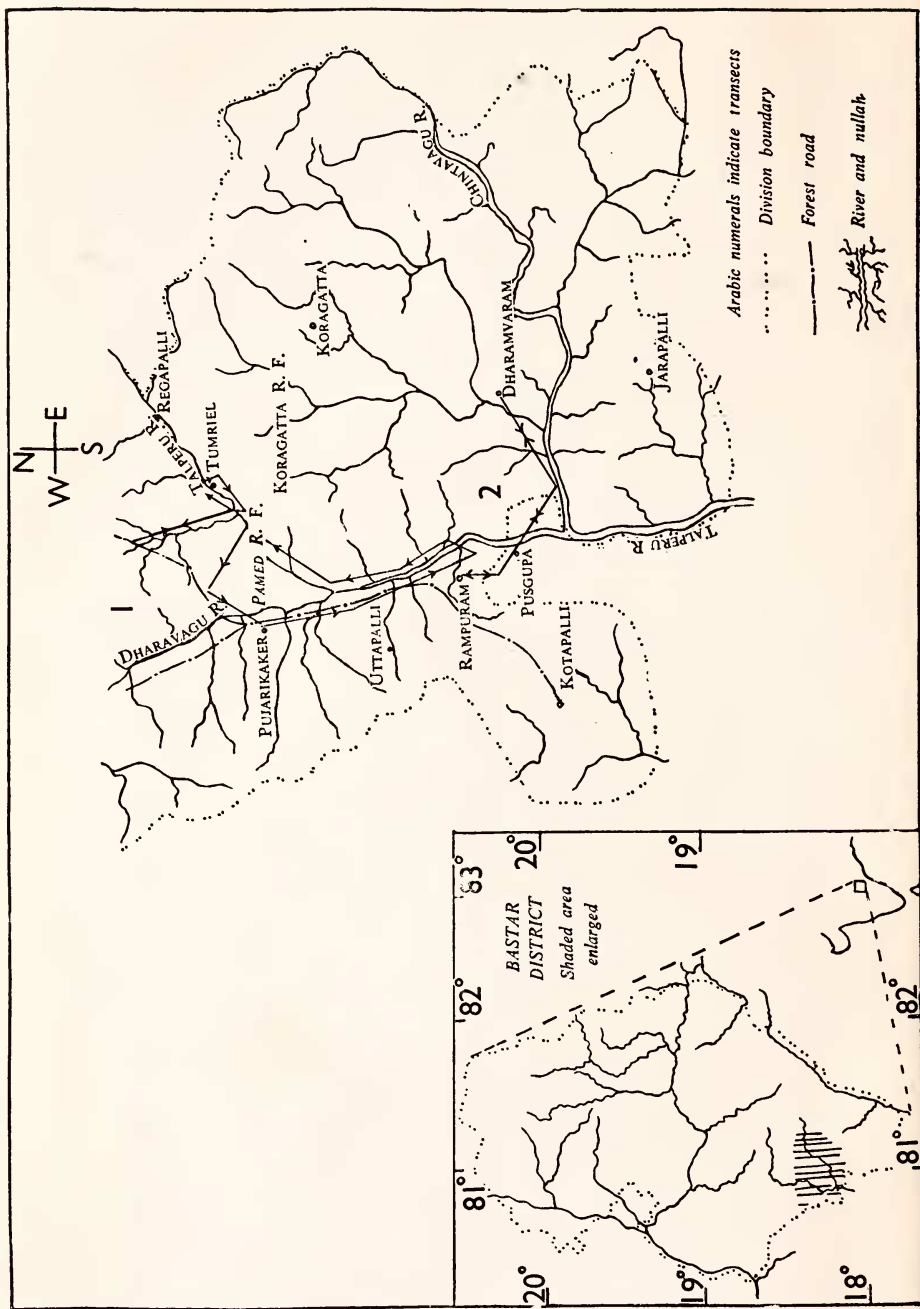 N
W
E
S
1
DHARAVAGU R.
TALPERU R.
REGAPALLI
TUMRIEL
PAMED R. F.
KORAGATTA R. F.
KORAGATTA
PUJARIKAKER
UTTAPALLI
CHINTAVAGU R.
2
RAMPURAM
PUSGUPA
DHARAMVARAM
KOTAPALLI
JARAPALLI
TALPERU R.
Arabic numerals indicate transects
Division boundary
Forest road
River and nullah
81°
82°
83°
20°
20°
BASTAR
DISTRICT
Shaded area
enlarged
19°
19°
18°
81°
82°